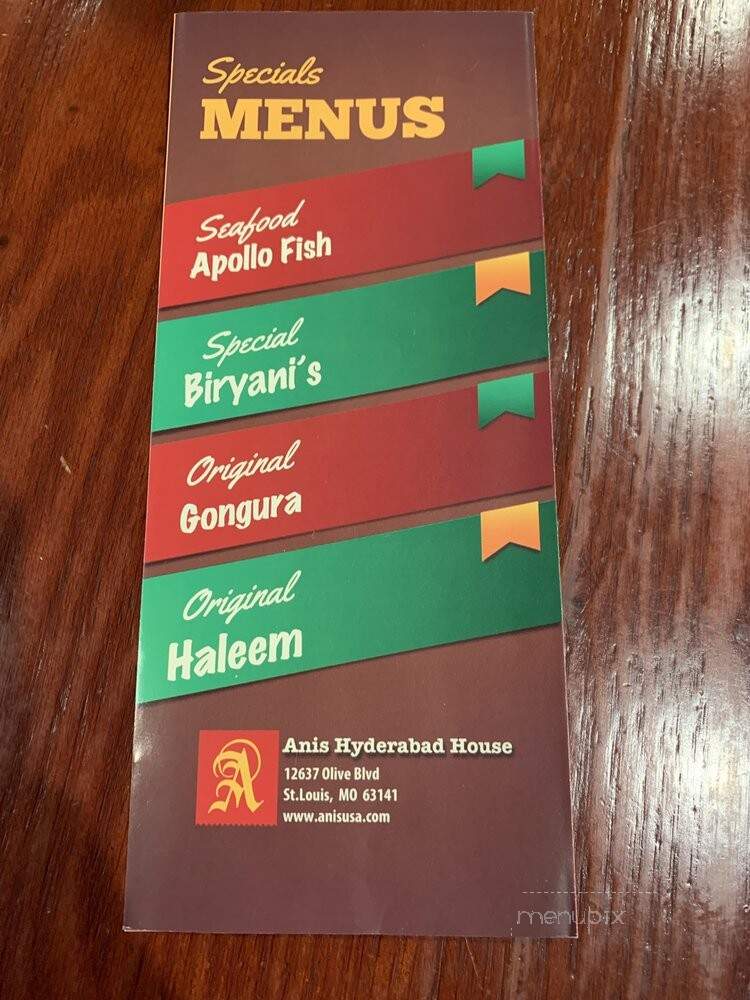 Specials
MENUS
Seafood
Apollo Fish
Special
Biryani's
Original
Gongura
Original
Haleem
A
Anis Hyderabad House
12637 Olive Blvd
St.Louis, MO 63141
www.anisusa.com
menubix